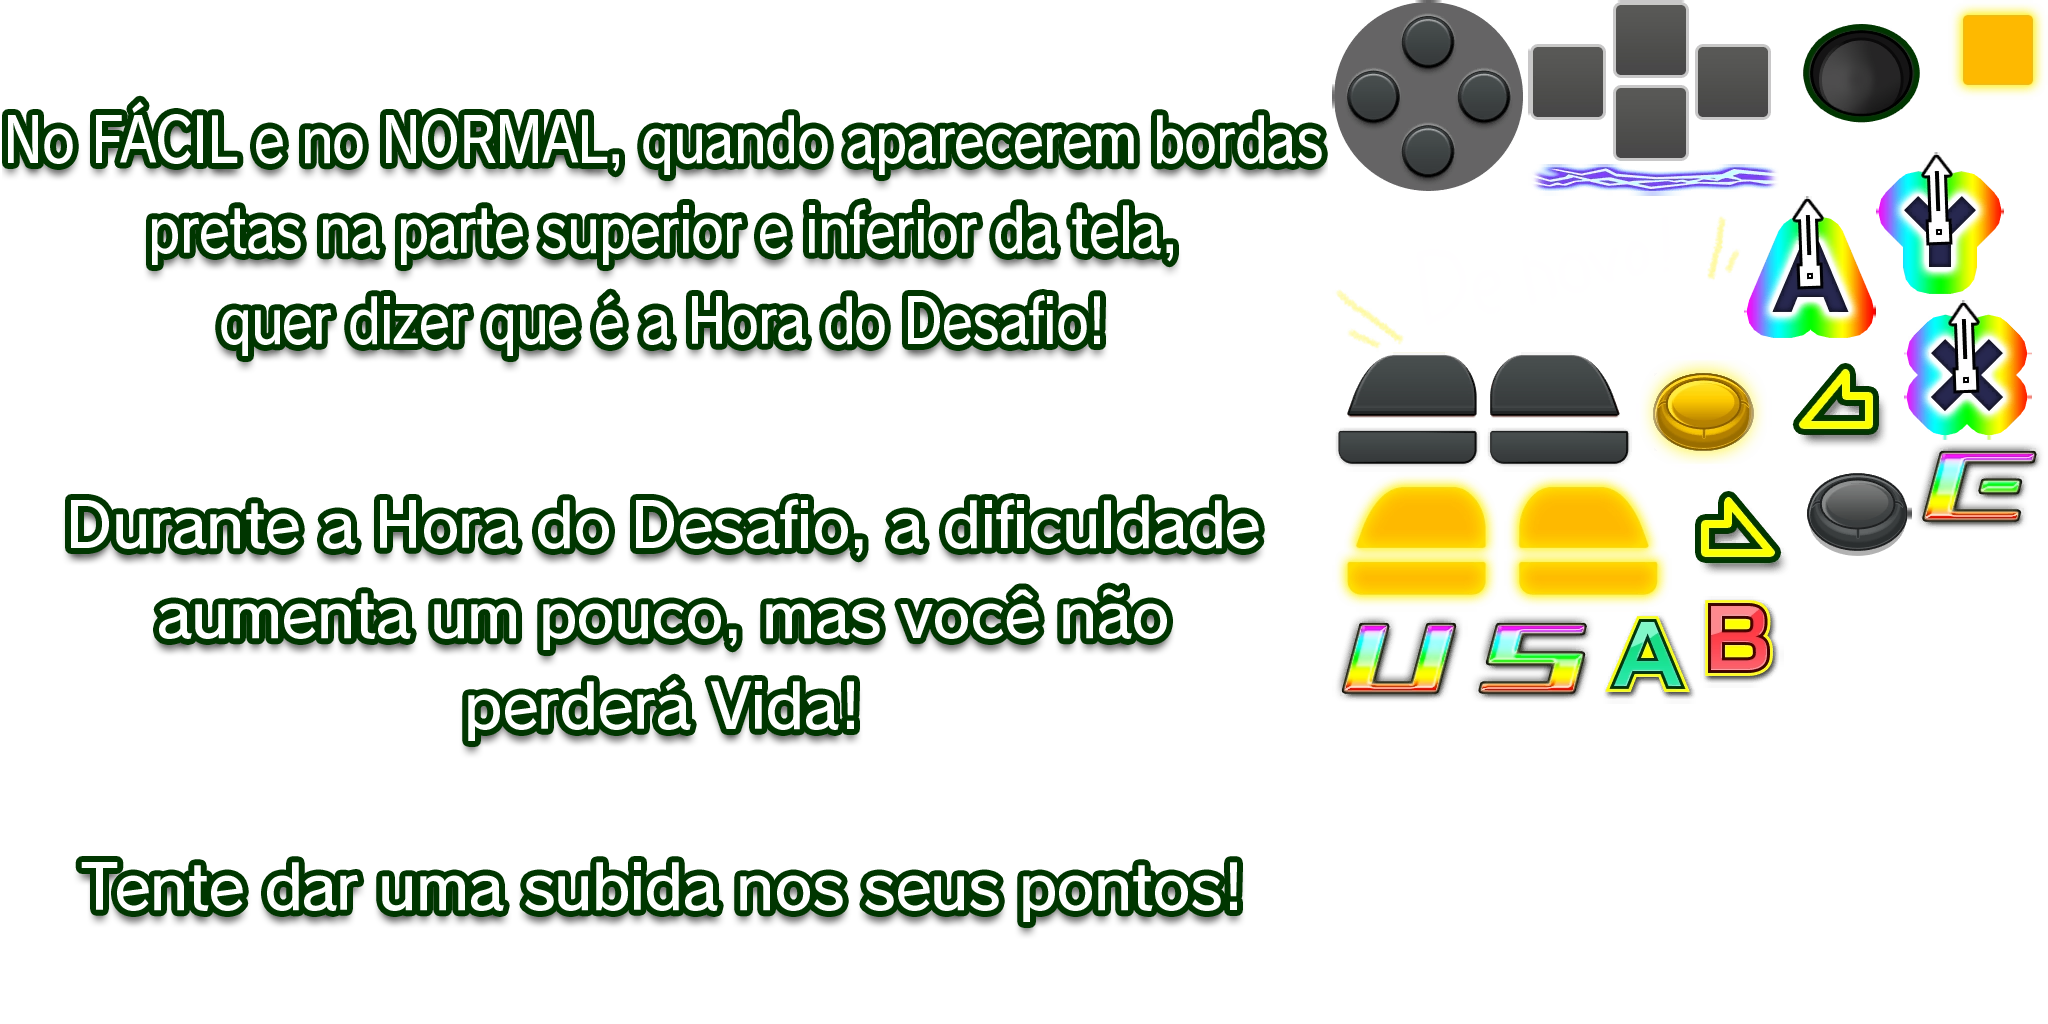 No FÁCIL e no NORMAL, quando aparecerem bordas
pretas na parte superior e inferior da tela,
quer dizer que é a Hora do Desafio!
Durante a Hora do Desafio, a dificuldade
aumenta um pouco, mas você não
perderá Vida!
Tente dar uma subida nos seus pontos!
De novo!
A
Y
X
E
U S A B